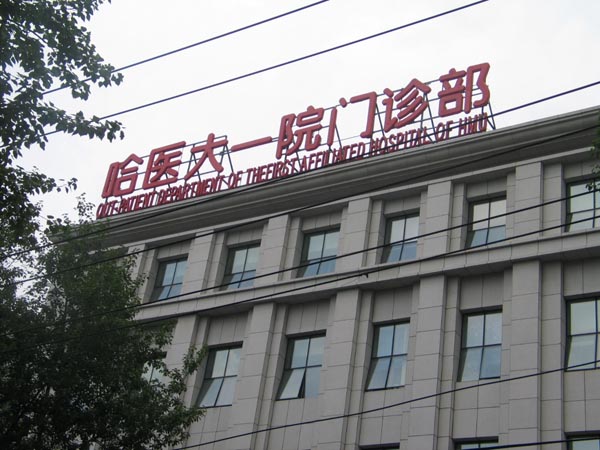 哈医大一院门诊部
OUT-PATIENT DEPARTMENT OF THE FIRST AFFILIATED HOSPITAL OF HMU